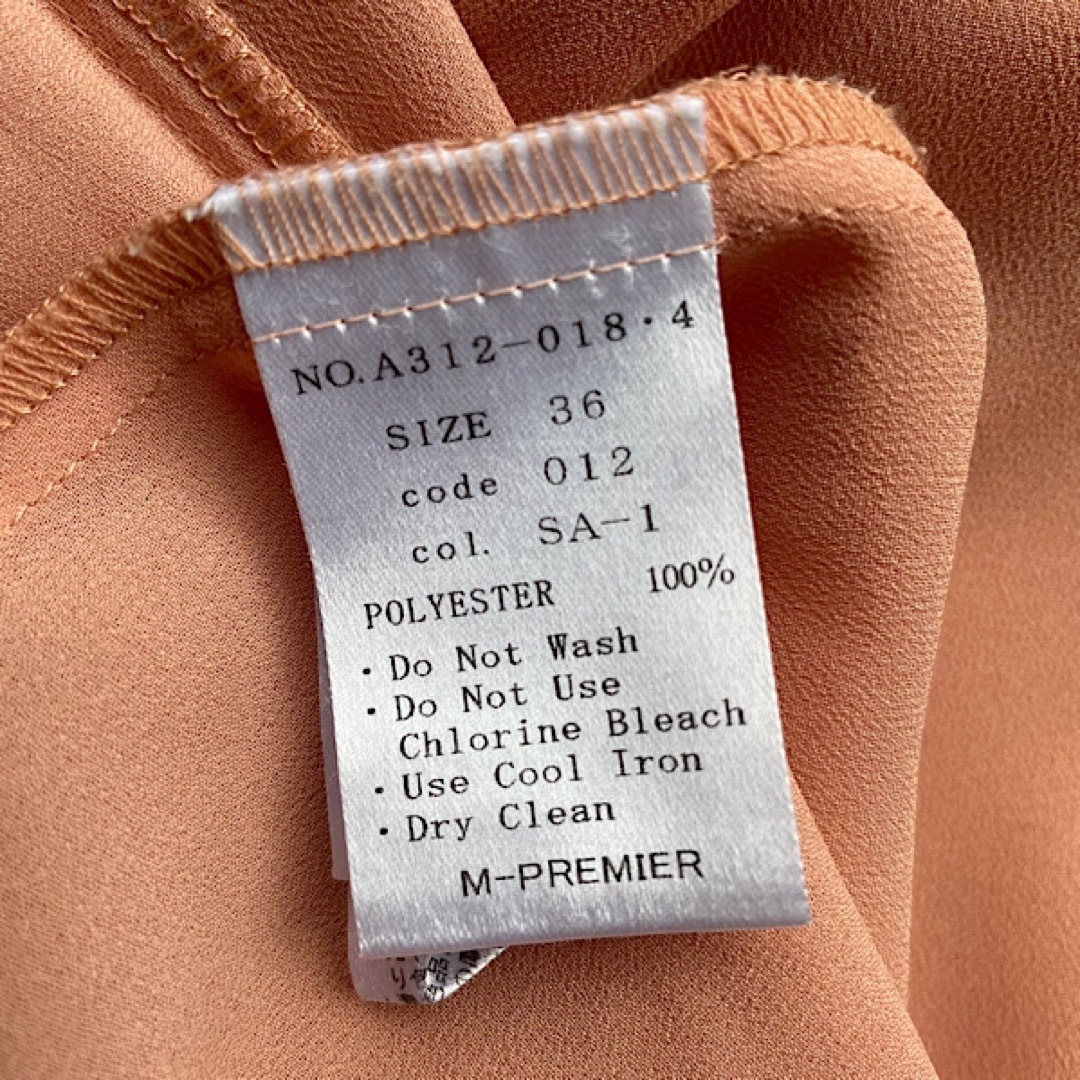 NO.A312-018・4
SIZE 36
code 012
col. SA-1
POLYESTER 100%
・Do Not Wash
・Do Not Use
Chlorine Bleach
・Use Cool Iron
・Dry Clean
M-PREMIER